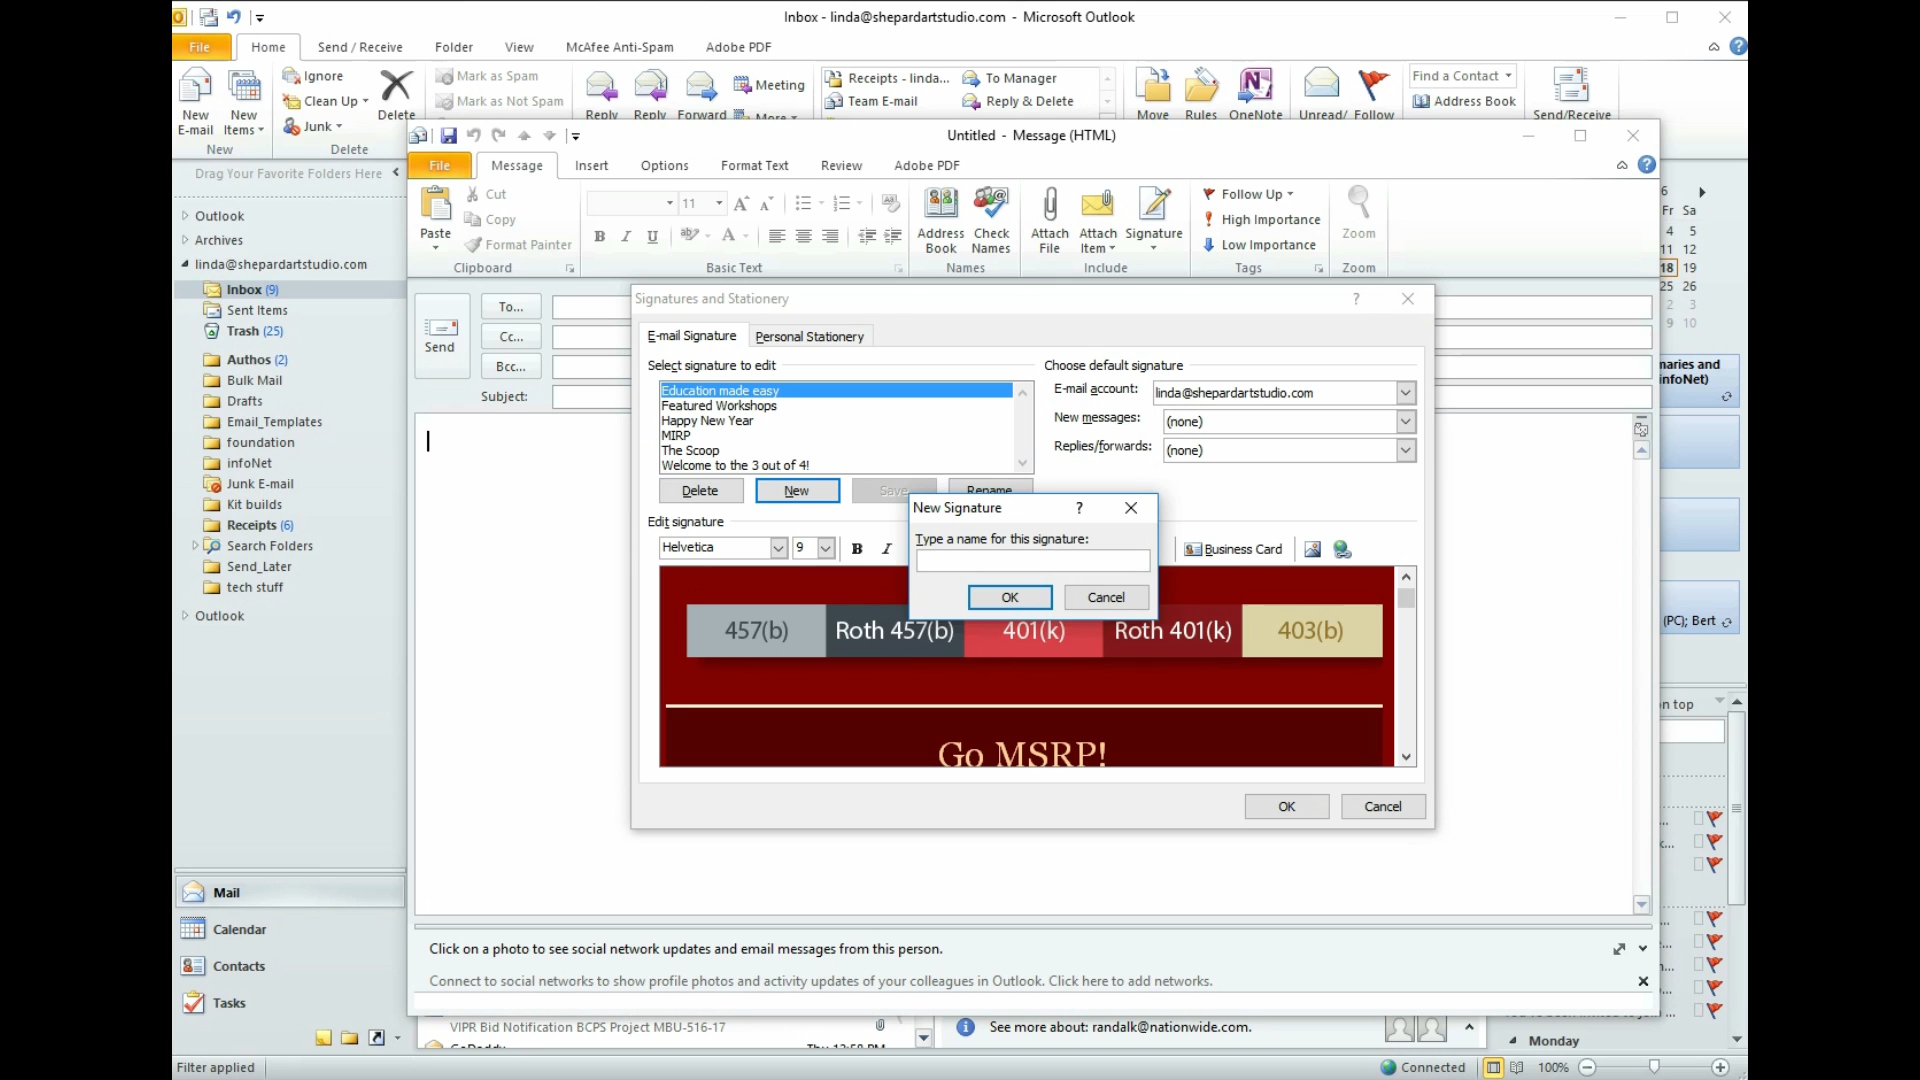 Inbox - linda@shepardartstudio.com - Microsoft Outlook
File Home Send / Receive Folder View McAfee Anti-Spam Adobe PDF
New E-mail
New Items
New
Ignore
Clean Up
Junk
Delete
Delete
Mark as Spam
Mark as Not Spam
Reply
Reply
Forward
Meeting
More
Receipts - linda...
Team E-mail
To Manager
Reply & Delete
Move
Rules
OneNote
Unread/
Follow
Find a Contact
Address Book
Send/Receive
Drag Your Favorite Folders Here
Outlook
Archives
linda@shepardartstudio.com
Inbox (9)
Sent Items
Trash (25)
Authos (2)
Bulk Mail
Drafts
Email_Templates
foundation
infoNet
Junk E-mail
Kit builds
Receipts (6)
Search Folders
Send_Later
tech stuff
Outlook
Mail
Calendar
Contacts
Tasks
Untitled - Message (HTML)
File Message Insert Options Format Text Review Adobe PDF
Paste
Cut
Copy
Format Painter
Clipboard
11
B I U
Basic Text
Address Book
Check Names
Names
Attach File
Attach Item
Signature
Include
Follow Up
High Importance
Low Importance
Tags
Zoom
Zoom
Send
To...
Cc...
Bcc...
Subject:
Signatures and Stationery
E-mail Signature Personal Stationery
Select signature to edit
Education made easy
Featured Workshops
Happy New Year
MIRP
The Scoop
Welcome to the 3 out of 4!
Delete New Save Rename
Choose default signature
E-mail account: linda@shepardartstudio.com
New messages: (none)
Replies/forwards: (none)
Edit signature
Helvetica 9 B I
Business Card
New Signature
Type a name for this signature:
OK Cancel
457(b) Roth 457(b) 401(k) Roth 401(k) 403(b)
Go MSRP!
OK Cancel
6
Fr Sa
4 5
11 12
18 19
25 26
2 3
9 10
maries and
infoNet)
(PC); Bert
n top
Click on a photo to see social network updates and email messages from this person.
Connect to social networks to show profile photos and activity updates of your colleagues in Outlook. Click here to add networks.
VIPR Bid Notification BCPS Project MBU-516-17
GoDaddy
Thu 12:58 PM
See more about: randalk@nationwide.com.
Monday
Filter applied
Connected
100%